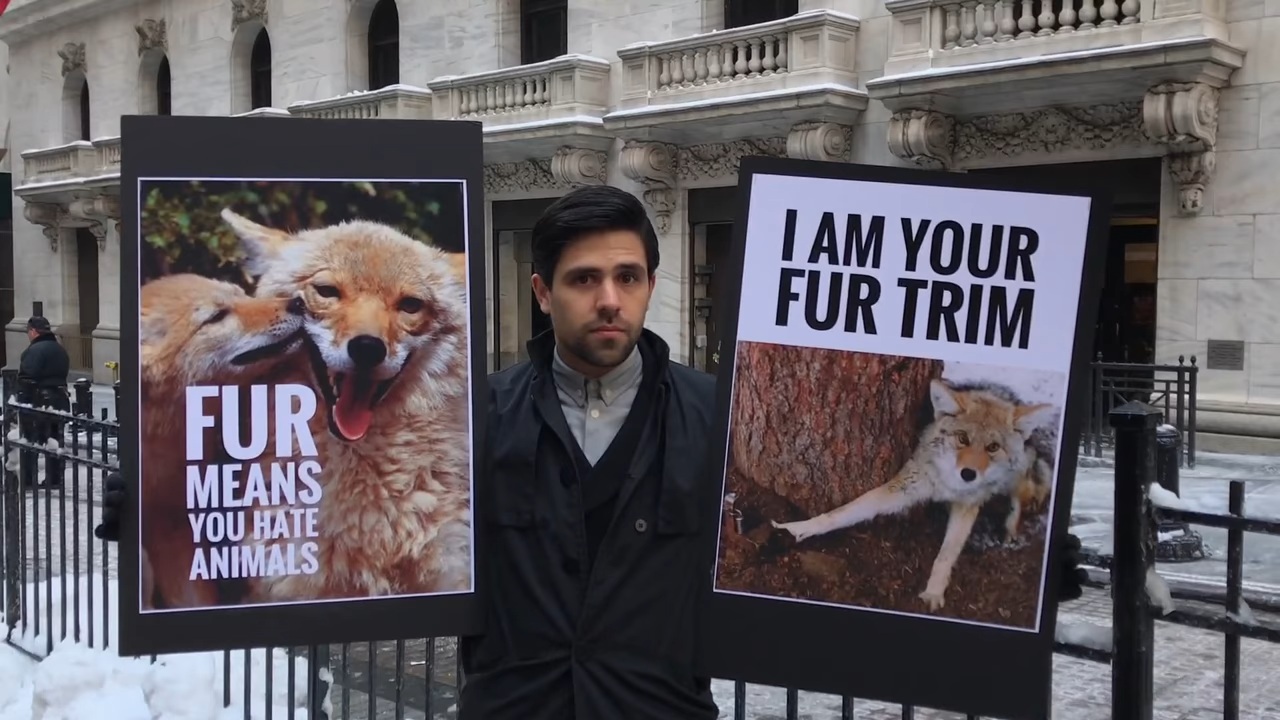 FUR
MEANS
YOU HATE
ANIMALS
I AM YOUR
FUR TRIM